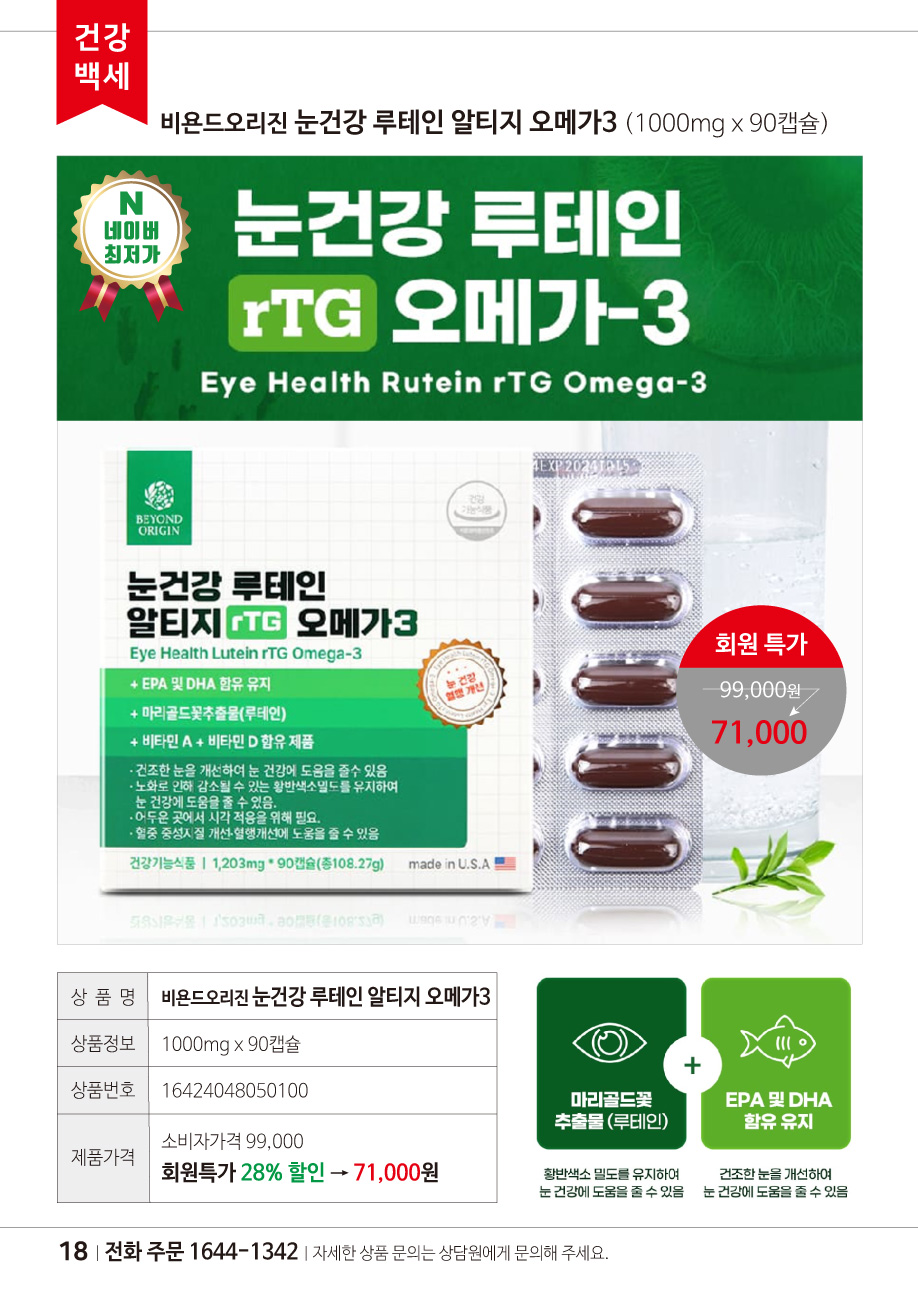 건강
백세
비욘드오리진 눈건강 루테인 알티지 오메가3 (1000mg x 90캡슐)
N
네이버
최저가
눈건강 루테인
rTG 오메가-3
Eye Health Rutein rTG Omega-3
4EXP20241015
BEYOND
ORIGIN
건강
기능식품
눈건강 루테인
알티지 rTG 오메가3
Eye Health Lutein rTG Omega-3
눈 건강
혈행 개선
+ EPA 및 DHA 함유 유지
+ 마리골드꽃추출물(루테인)
+ 비타민 A + 비타민 D 함유 제품
· 건조한 눈을 개선하여 눈 건강에 도움을 줄수 있음
· 노화로 인해 감소될 수 있는 황반색소밀도를 유지하여
눈 건강에 도움을 줄 수 있음.
· 어두운 곳에서 시각 적응을 위해 필요.
· 혈중 중성지질 개선·혈행개선에 도움을 줄 수 있음
건강기능식품 | 1,203mg * 90캡슐(총108.27g) made in U.S.A
회원 특가
99,000원
71,000
상 품 명 비욘드오리진 눈건강 루테인 알티지 오메가3
상품정보 1000mg x 90캡슐
상품번호 16424048050100
제품가격 소비자가격 99,000
회원특가 28% 할인 → 71,000원
마리골드꽃
추출물 (루테인)
+
EPA 및 DHA
함유 유지
황반색소 밀도를 유지하여
눈 건강에 도움을 줄 수 있음
건조한 눈을 개선하여
눈 건강에 도움을 줄 수 있음
18 | 전화 주문 1644-1342 | 자세한 상품 문의는 상담원에게 문의해 주세요.